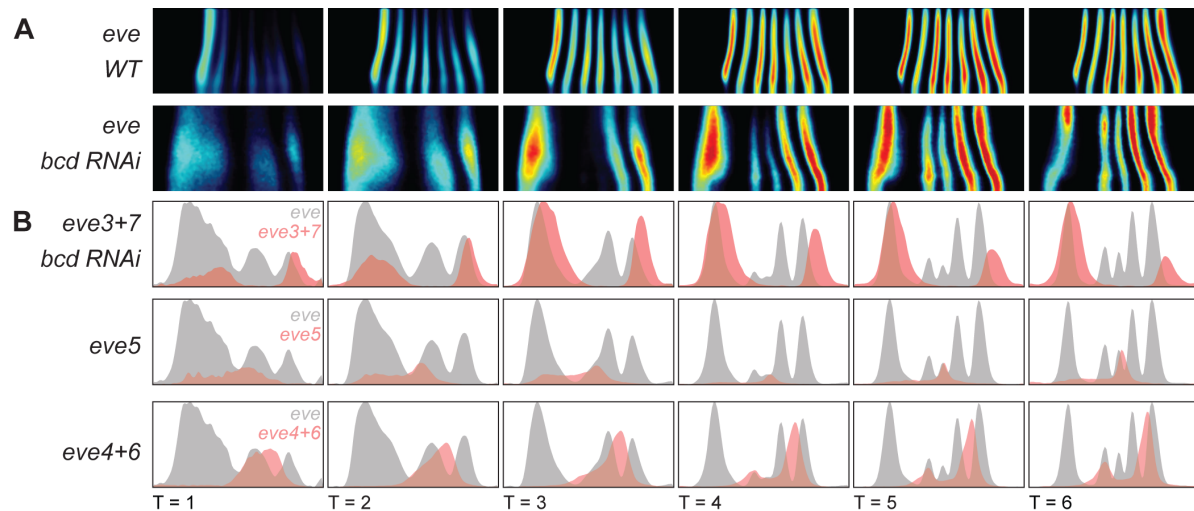 A
eve
WT
eve
bcd RNAi
B
eve3+7
bcd RNAi
eve
eve3+7
eve5
eve
eve5
eve4+6
eve
eve4+6
T = 1
T = 2
T = 3
T = 4
T = 5
T = 6